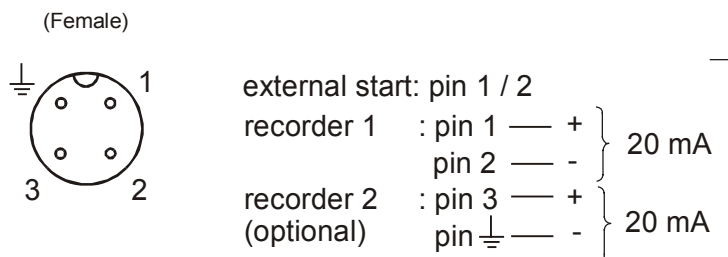 (Female)
1
3 2
external start: pin 1 / 2
recorder 1 : pin 1 — +
pin 2 — -
20 mA
recorder 2 : pin 3 — +
(optional) pin ⏚ — -
20 mA